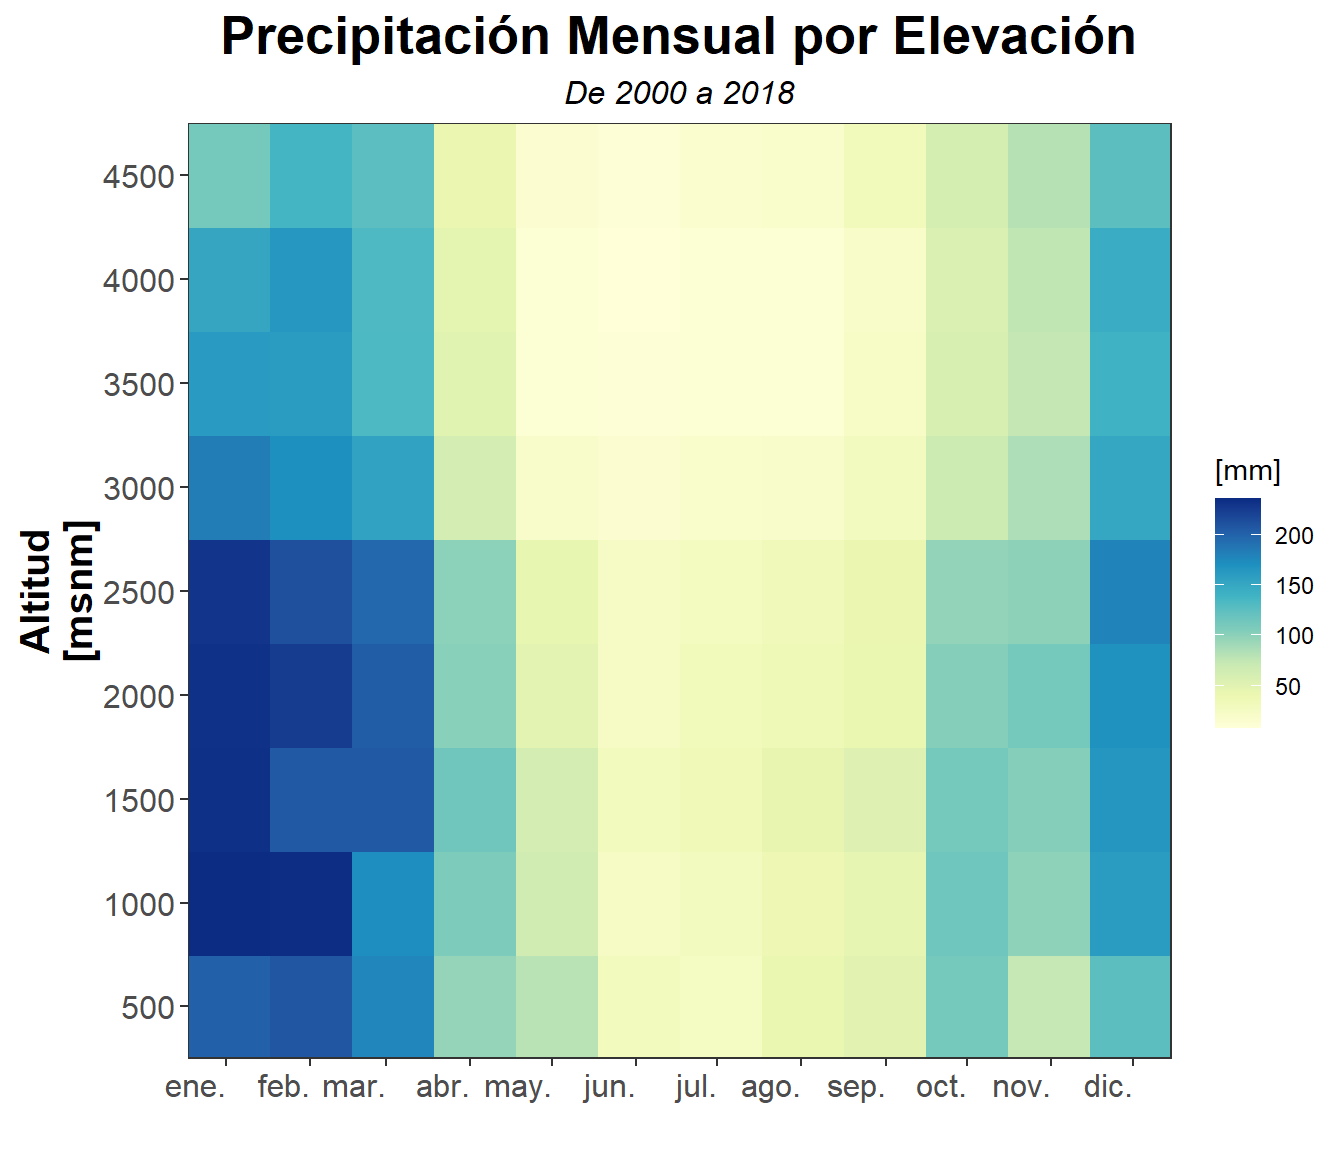 Precipitación Mensual por Elevación
De 2000 a 2018
Altitud
[msnm]
4500
4000
3500
3000
2500
2000
1500
1000
500
ene. feb. mar. abr. may. jun. jul. ago. sep. oct. nov. dic.
[mm]
200
150
100
50